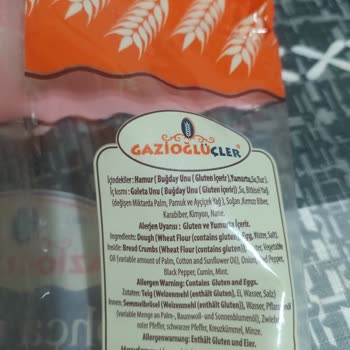 GAZİOĞLUÇLER
İçindekiler: Hamur ( Buğday Unu ( Gluten içerir ),Yumurta,Su,Tuz ).
İç kısmı: Galeta Unu ( Buğday Unu ( Gluten içerir)),Su, Bitkisel Yağ
(değişen Miktarda Palm, Pamuk ve Ayçiçek Yağ ), Soğan, Kırmızı Biber,
Karabiber, Kimyon, Nane.
Alerjen Uyarısı : Gluten ve Yumurta İçerir.
Ingredients: Dough (Wheat Flour (contains gluten), Egg, Water, Salt).
Inside: Bread Crumbs (Wheat Flour (contains gluten)), Water, Vegetable
Oil (variable amount of Palm, Cotton and Sunflower Oil), Onion, Red Pepper,
Black Pepper, Cumin, Mint.
Allergen Warning: Contains Gluten and Eggs.
Zutaten: Teig (Weizenmehl (enthält Gluten), Ei, Wasser, Salz)
Innen: Semmelbrösel (Weizenmehl (enthält Gluten)), Wasser, Pflanzenöl
(variable Menge an Palm-, Baumwoll- und Sonnenblumenöl), Zwiebel,
roter Pfeffer, schwarzer Pfeffer, Kreuzkümmel, Minze.
Allergenwarnung: Enthält Gluten und Eier.